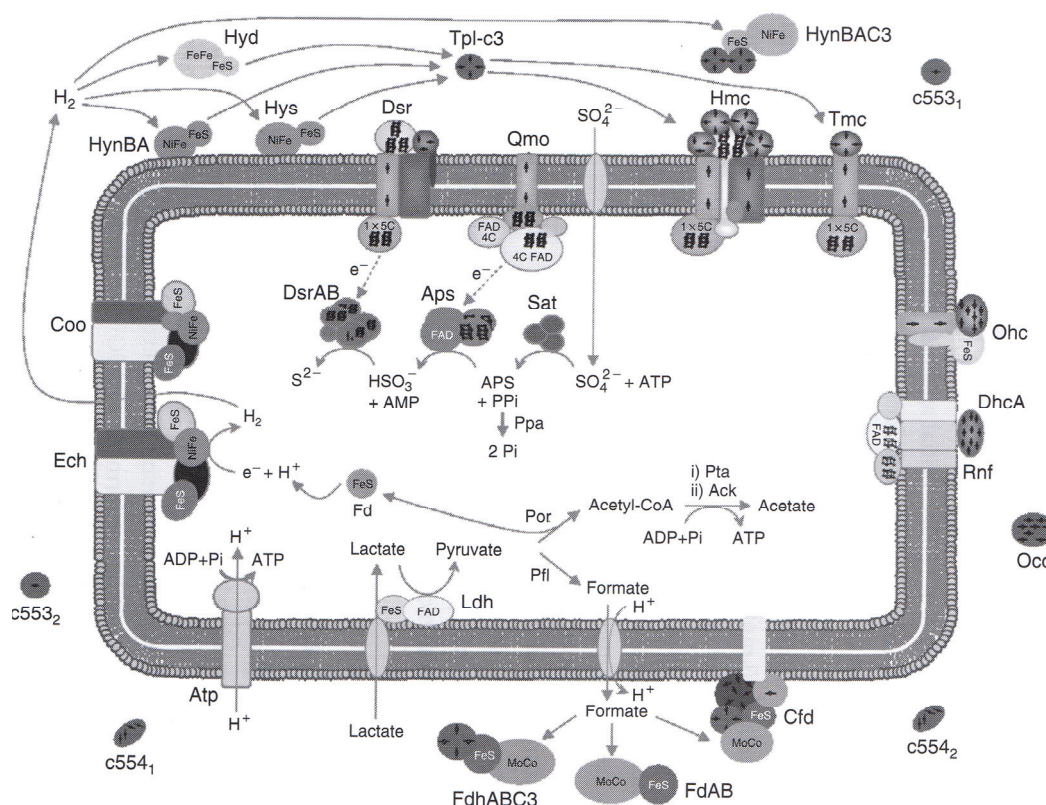 Hyd
FeFe
FeS
Tpl-c3
FeS
NiFe
HynBAC3
c553₁
H₂
Hys
Dsr
SO₄²⁻
Hmc
Tmc
HynBA
NiFe
FeS
NiFe
FeS
Qmo
1×5C
FAD
4C
4C FAD
1×5C
1×5C
e⁻
e⁻
DsrAB
Aps
Sat
FAD
FeS
NiFe
FeS
Coo
Ohc
FeS
S²⁻
HSO₃⁻
+ AMP
APS
+ PPi
SO₄²⁻ + ATP
Ppa
2 Pi
H₂
FeS
NiFe
FeS
Ech
e⁻ + H⁺
FeS
Fd
DhcA
FAD
Rnf
Por
Acetyl-CoA
i) Pta
ii) Ack
Acetate
ADP+Pi
ATP
Occ
H⁺
ADP+Pi
ATP
Lactate
Pyruvate
Pfl
Formate
H⁺
c553₂
FeS
FAD
Ldh
Atp
H⁺
Lactate
H⁺
Formate
FeS
Cfd
MoCo
c554₁
c554₂
FeS
MoCo
FdhABC3
MoCo
FeS
FdAB